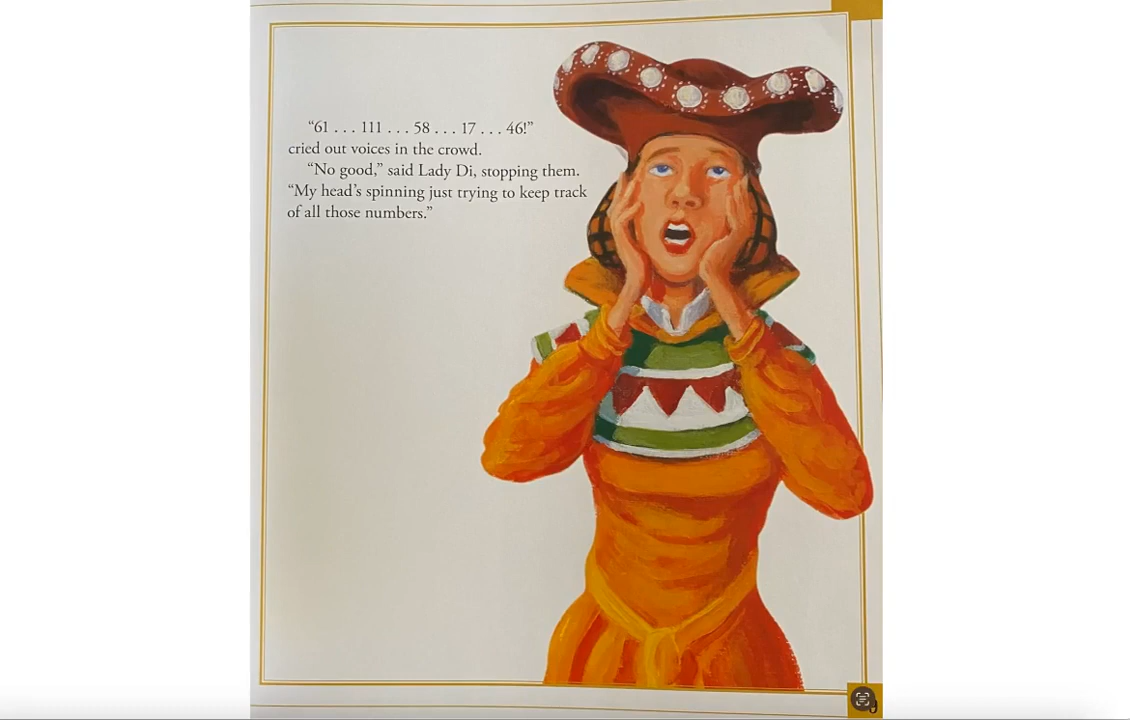 “61 . . . 111 . . . 58 . . . 17 . . . 46!”
cried out voices in the crowd.
“No good,” said Lady Di, stopping them.
“My head’s spinning just trying to keep track
of all those numbers.”